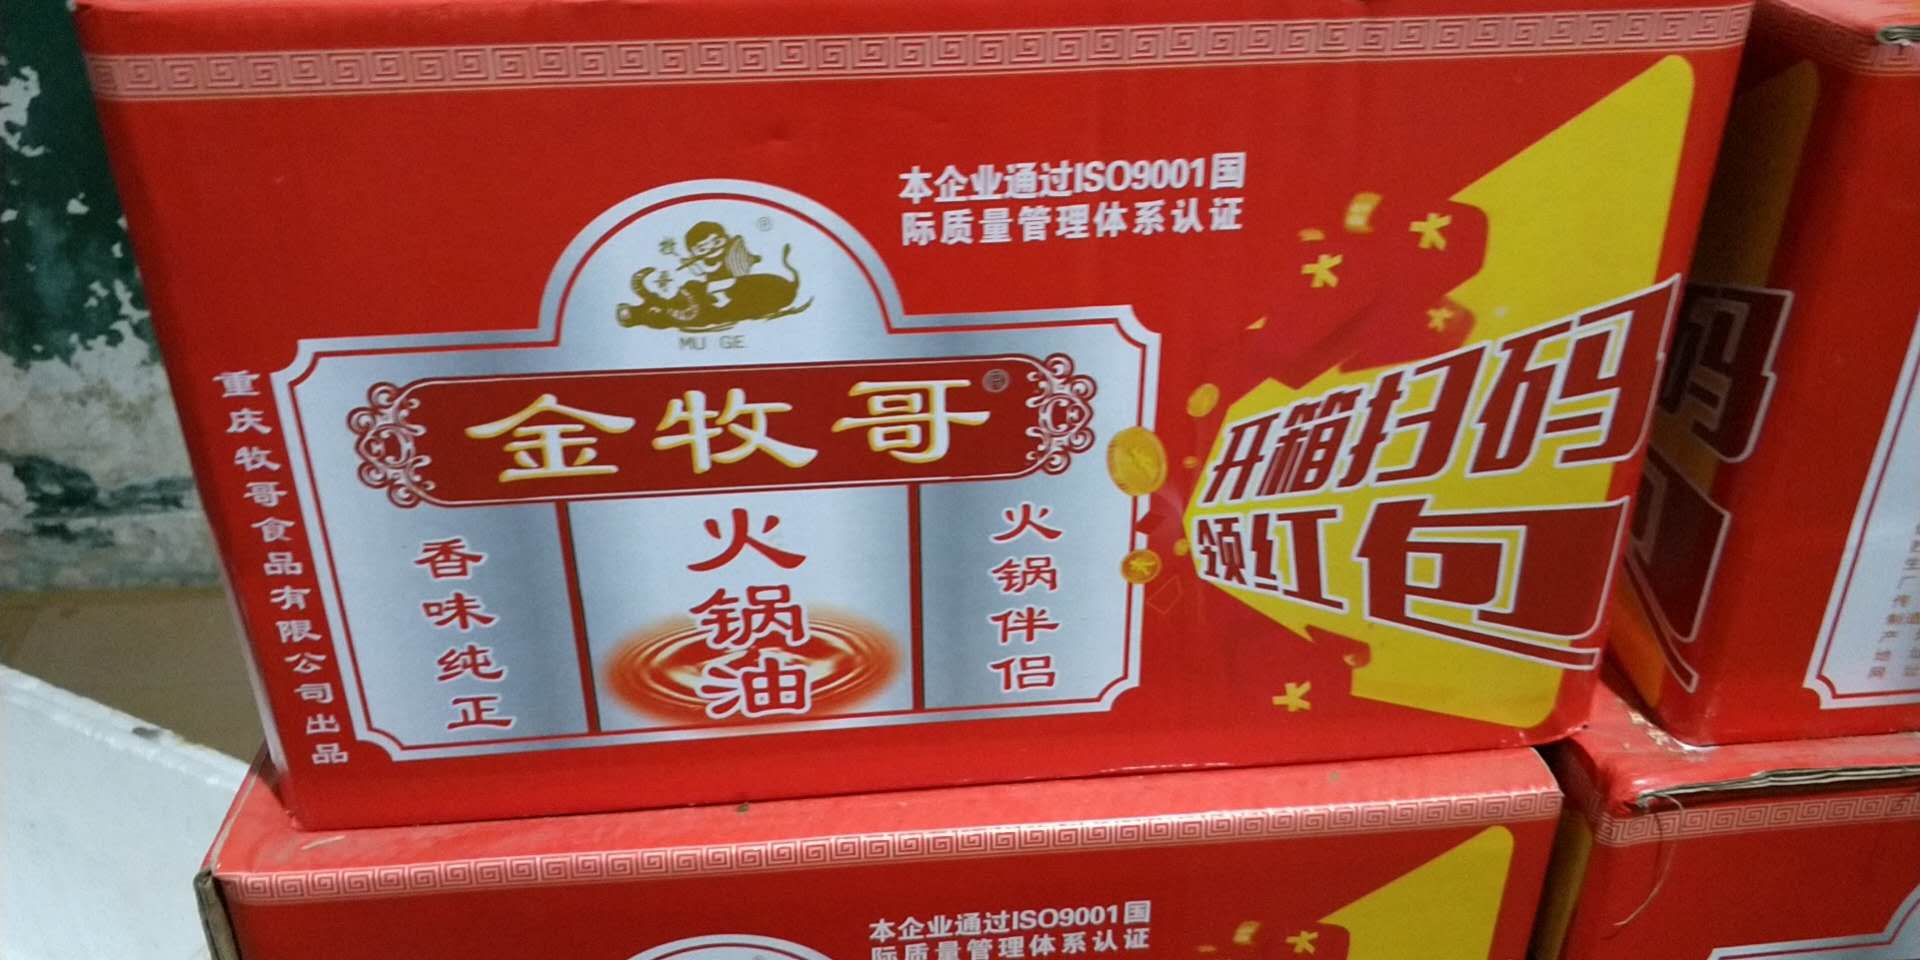 本企业通过ISO9001国
际质量管理体系认证
牧哥
MU GE
金牧哥
重庆牧哥食品有限公司出品
香味纯正
火锅油
火锅伴侣
开箱扫码
领红包
码
本企业通过ISO9001国
际质量管理体系认证